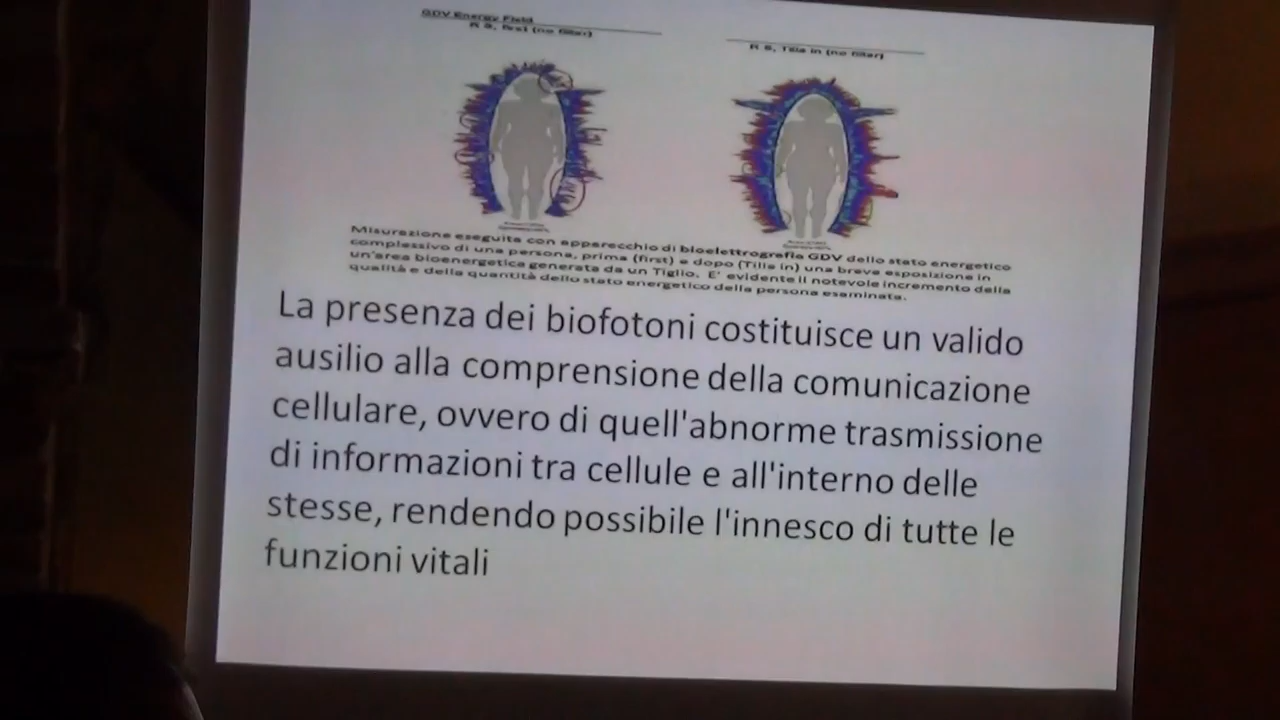 GDV Energy Field
R S, first (no filter)
R S, Tilia in (no filter)
Misurazione eseguita con apparecchio di bioelettrografia GDV dello stato energetico
complessivo di una persona, prima (first) e dopo (Tilia in) una breve esposizione in
un'area bioenergetica generata da un Tiglio. E' evidente il notevole incremento della
qualità e della quantità dello stato energetico della persona esaminata.
La presenza dei biofotoni costituisce un valido
ausilio alla comprensione della comunicazione
cellulare, ovvero di quell'abnorme trasmissione
di informazioni tra cellule e all'interno delle
stesse, rendendo possibile l'innesco di tutte le
funzioni vitali